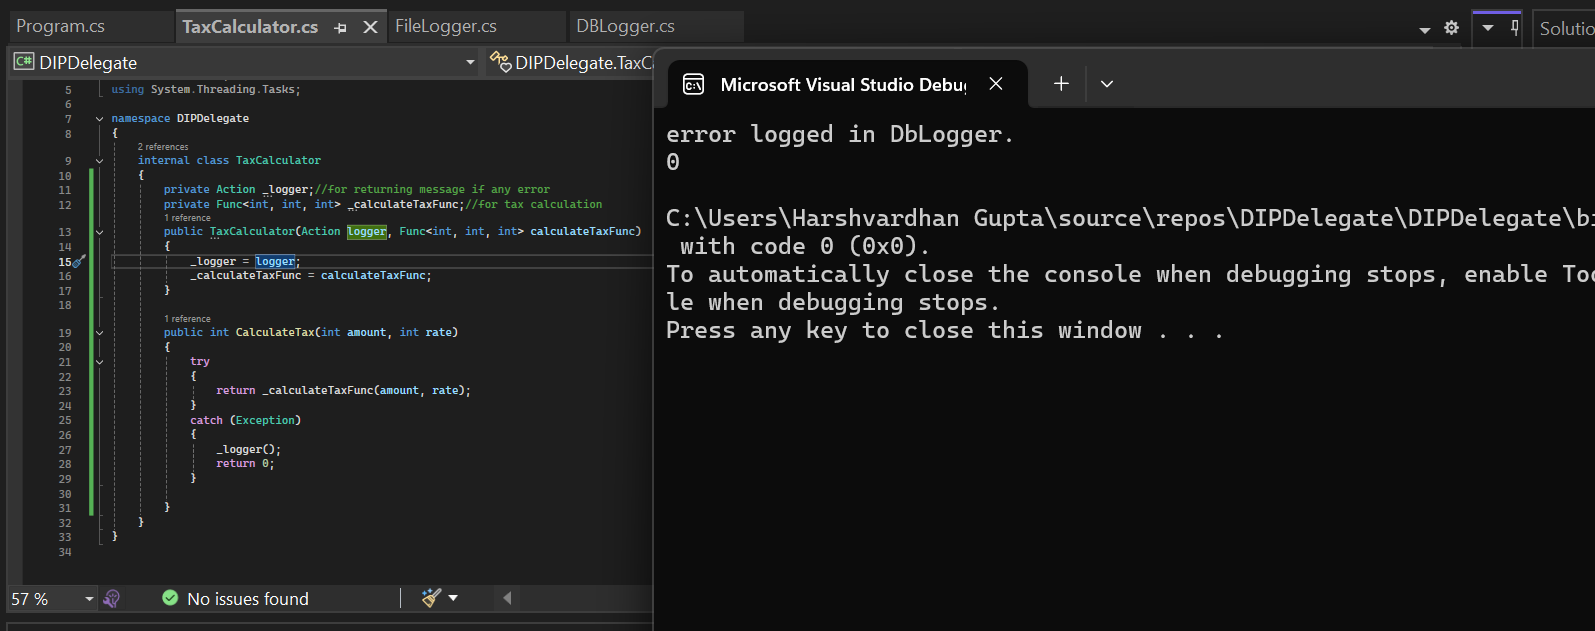 Program.cs TaxCalculator.cs FileLogger.cs DBLogger.cs Solutio
C# DIPDelegate DIPDelegate.TaxC
5 using System.Threading.Tasks;
6
7 namespace DIPDelegate
8 {
2 references
9 internal class TaxCalculator
10 {
11 private Action _logger;//for returning message if any error
12 private Func<int, int, int> _calculateTaxFunc;//for tax calculation
1 reference
13 public TaxCalculator(Action logger, Func<int, int, int> calculateTaxFunc)
14 {
15 _logger = logger;
16 _calculateTaxFunc = calculateTaxFunc;
17 }
18
1 reference
19 public int CalculateTax(int amount, int rate)
20 {
21 try
22 {
23 return _calculateTaxFunc(amount, rate);
24 }
25 catch (Exception)
26 {
27 _logger();
28 return 0;
29 }
30
31 }
32 }
33 }
34
57 % No issues found
Microsoft Visual Studio Debu
error logged in DbLogger.
0
C:\Users\Harshvardhan Gupta\source\repos\DIPDelegate\DIPDelegate\bi
with code 0 (0x0).
To automatically close the console when debugging stops, enable Too
le when debugging stops.
Press any key to close this window . . .